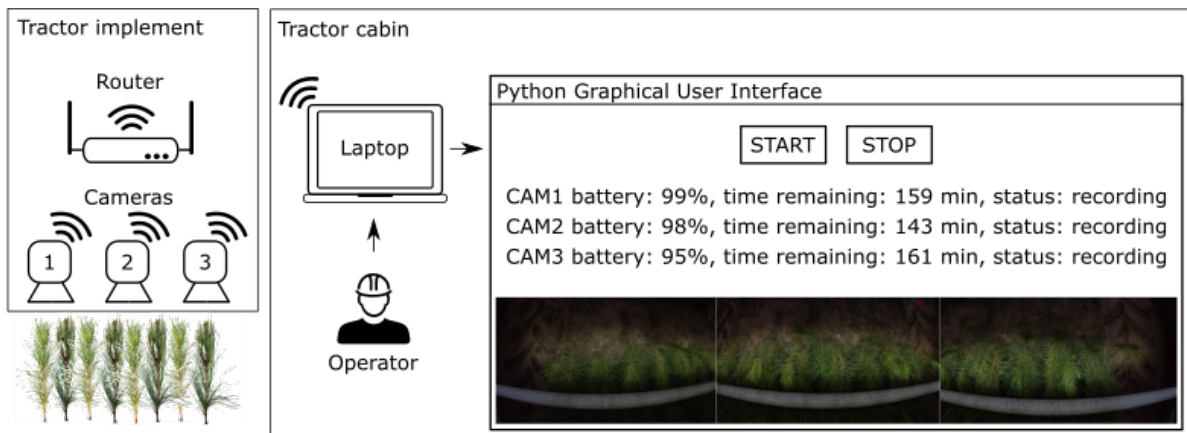 Tractor implement
Router
Cameras
1 2 3
Tractor cabin
Laptop
Operator
Python Graphical User Interface
START STOP
CAM1 battery: 99%, time remaining: 159 min, status: recording
CAM2 battery: 98%, time remaining: 143 min, status: recording
CAM3 battery: 95%, time remaining: 161 min, status: recording